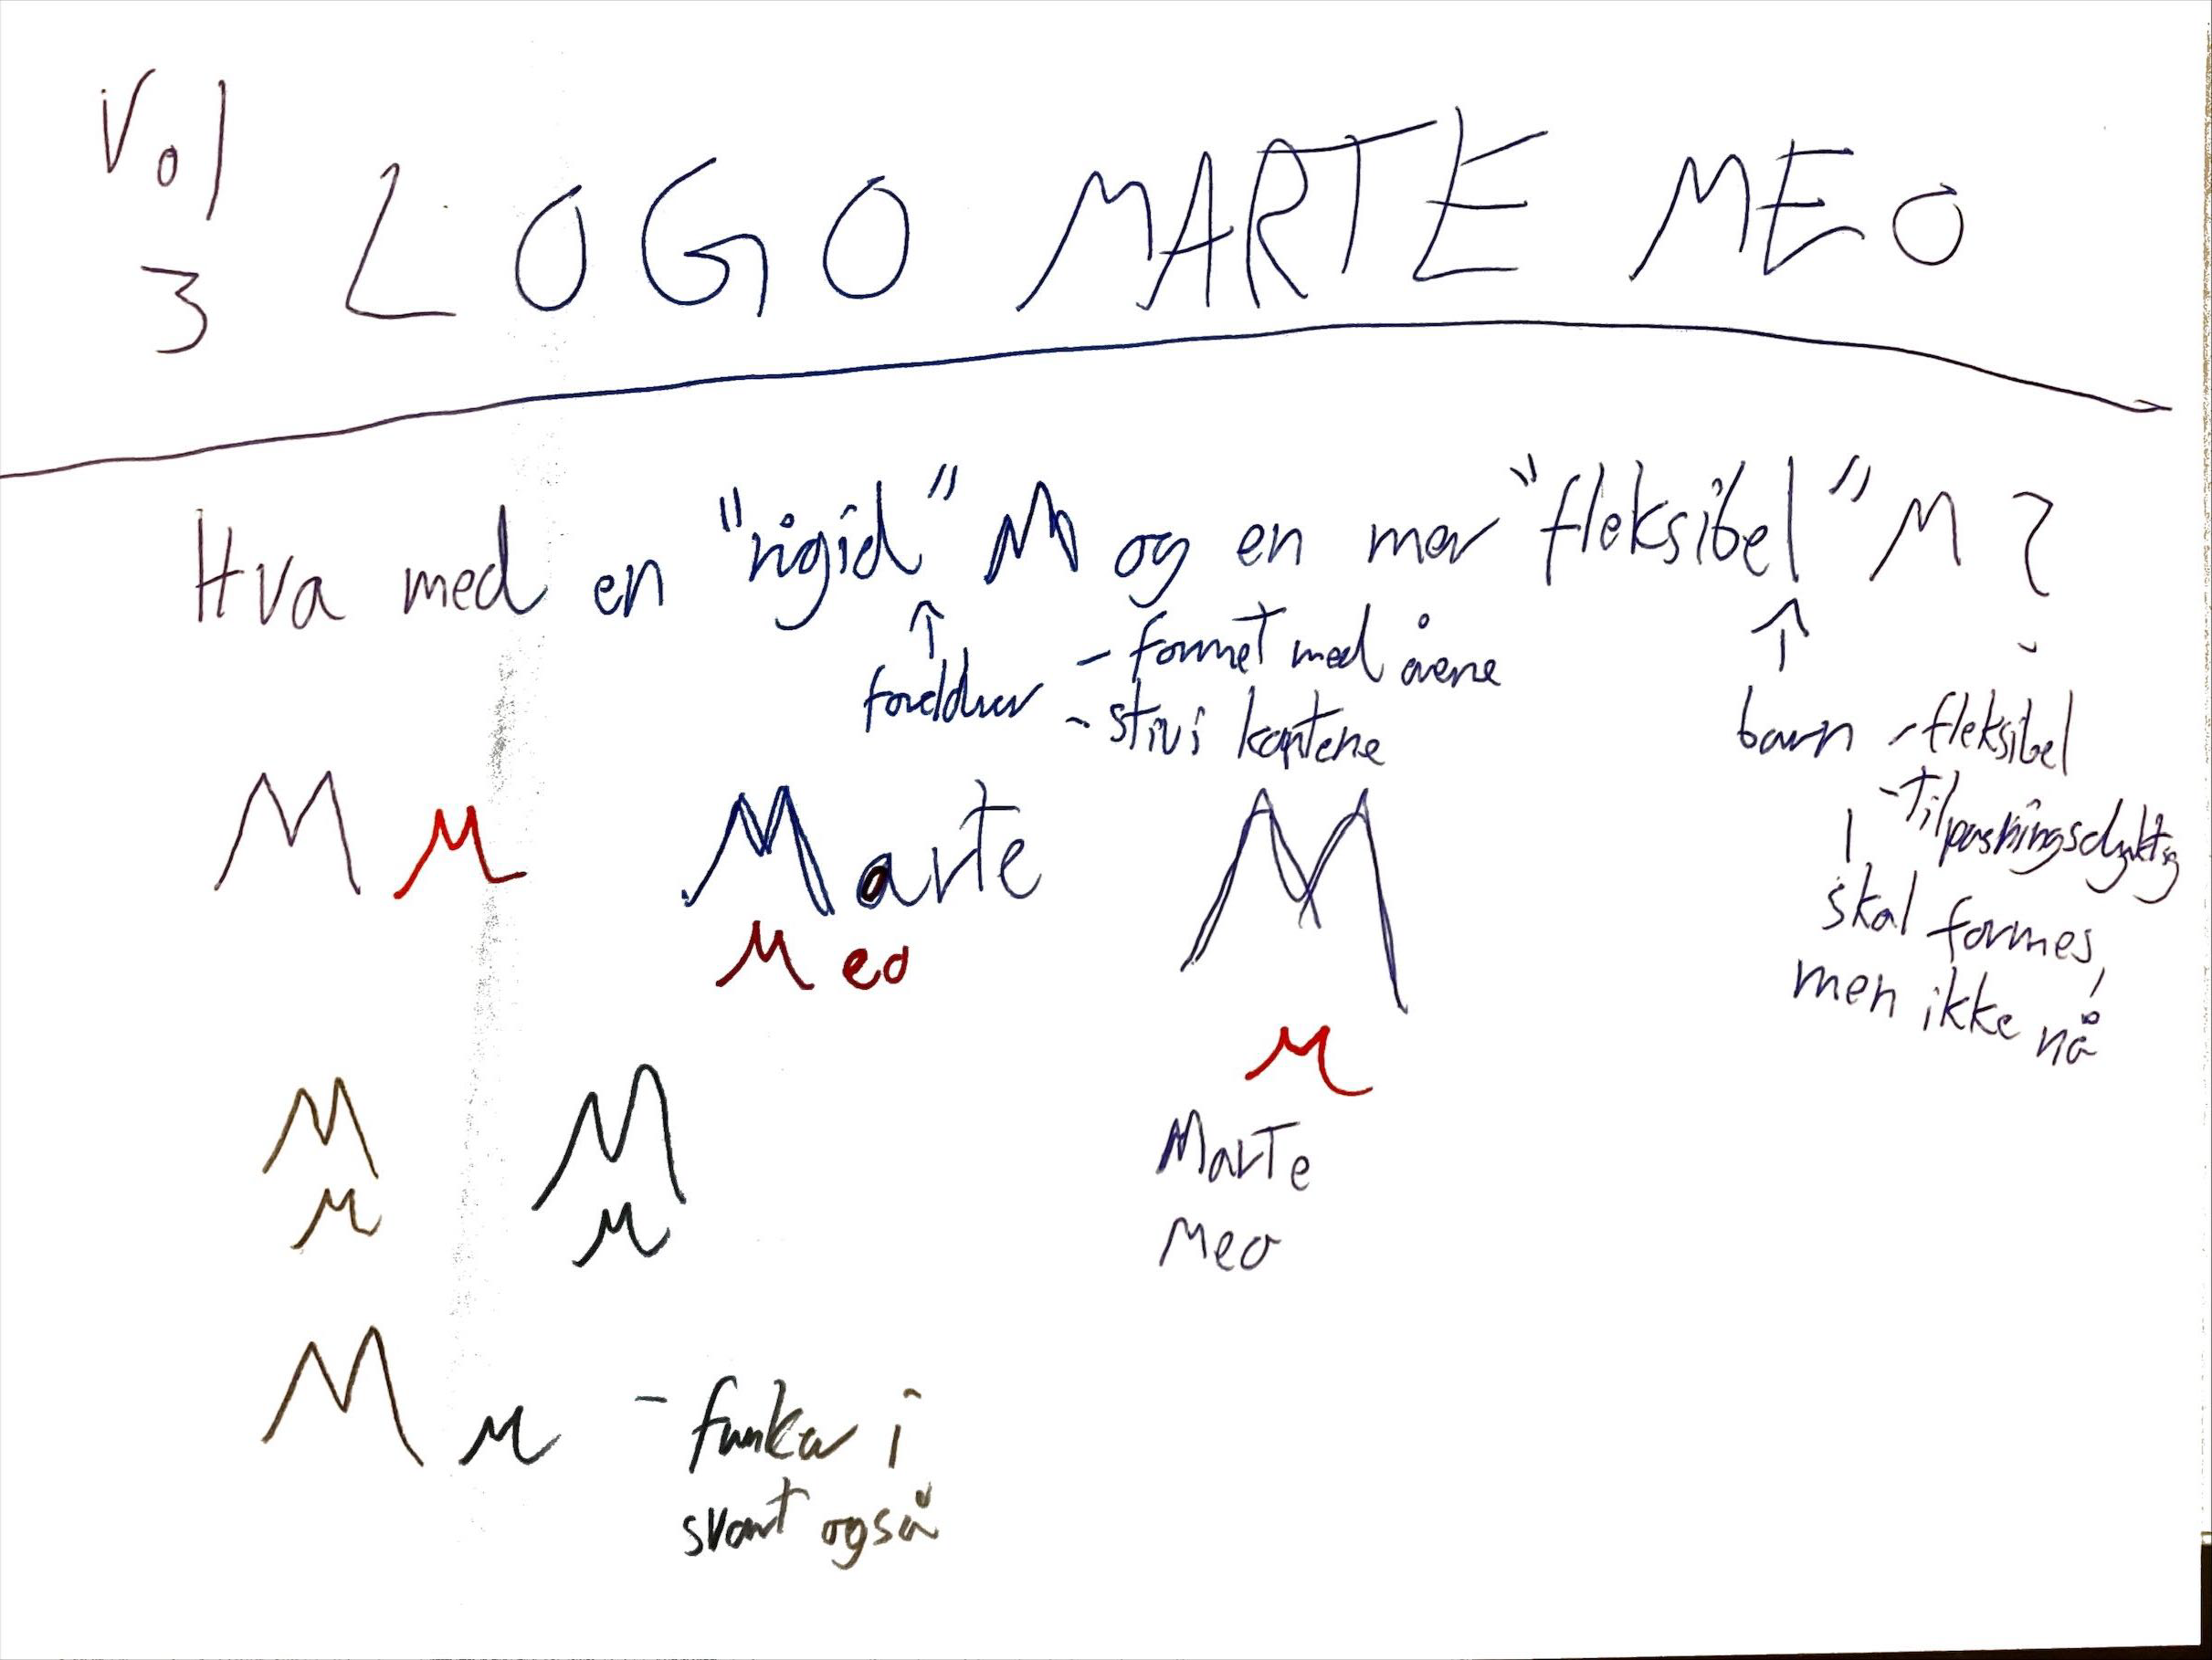 Vol 3
LOGO MARTE MEO
Hva med en "rigid" M og en mer "fleksibel" M?
foreldrer - formet med årene
- stiv i kantene
barn - fleksibel
- Tilpasningsdyktig
skal formes,
men ikke nå
M M
Marte
Meo
M
M
Marte
Meo
M
M
M
M
M M - funker i
svart også